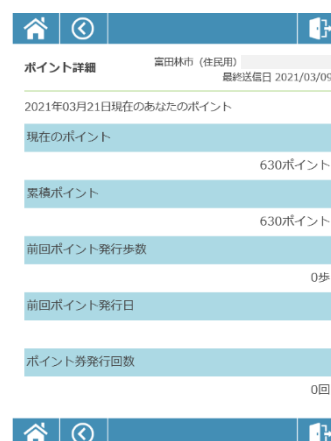 ポイント詳細
富田林市（住民用）
最終送信日 2021/03/09
2021年03月21日現在のあなたのポイント
現在のポイント
630ポイント
累積ポイント
630ポイント
前回ポイント発行歩数
0歩
前回ポイント発行日
ポイント券発行回数
0回